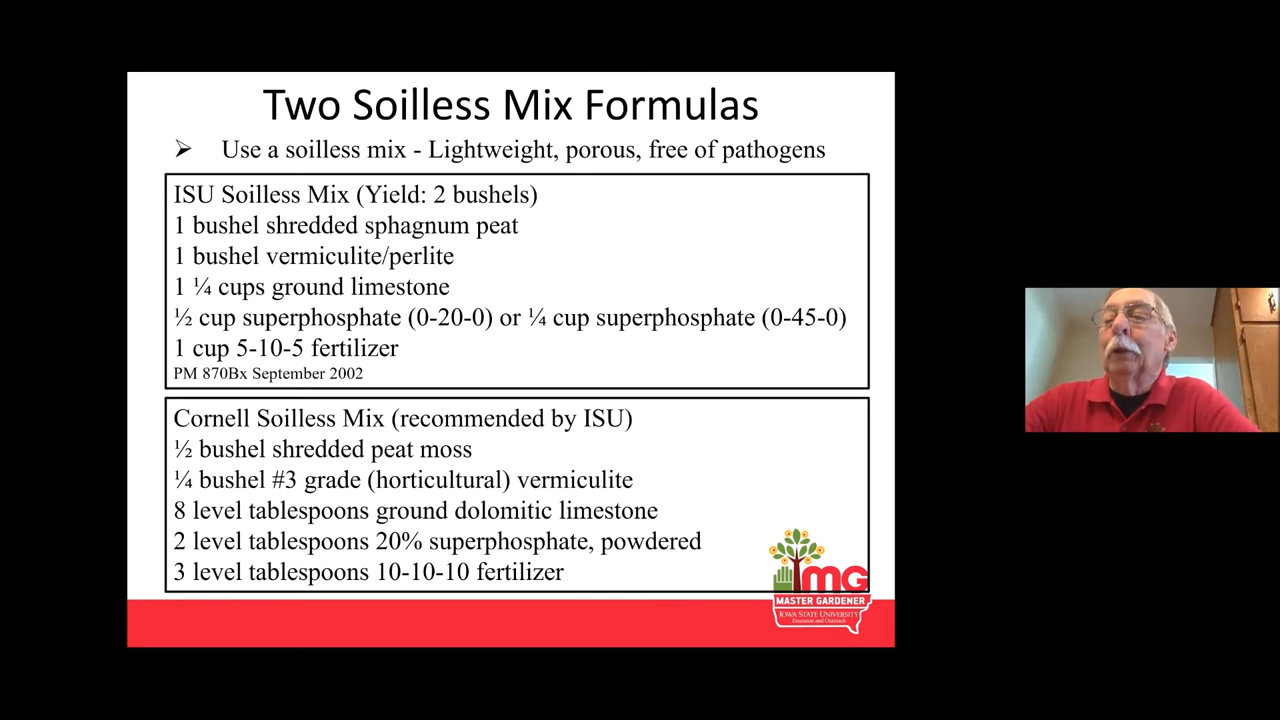 Two Soilless Mix Formulas
➢ Use a soilless mix - Lightweight, porous, free of pathogens
ISU Soilless Mix (Yield: 2 bushels)
1 bushel shredded sphagnum peat
1 bushel vermiculite/perlite
1 ¼ cups ground limestone
½ cup superphosphate (0-20-0) or ¼ cup superphosphate (0-45-0)
1 cup 5-10-5 fertilizer
PM 870Bx September 2002
Cornell Soilless Mix (recommended by ISU)
½ bushel shredded peat moss
¼ bushel #3 grade (horticultural) vermiculite
8 level tablespoons ground dolomitic limestone
2 level tablespoons 20% superphosphate, powdered
3 level tablespoons 10-10-10 fertilizer
mG
MASTER GARDENER
IOWA STATE UNIVERSITY
Extension and Outreach